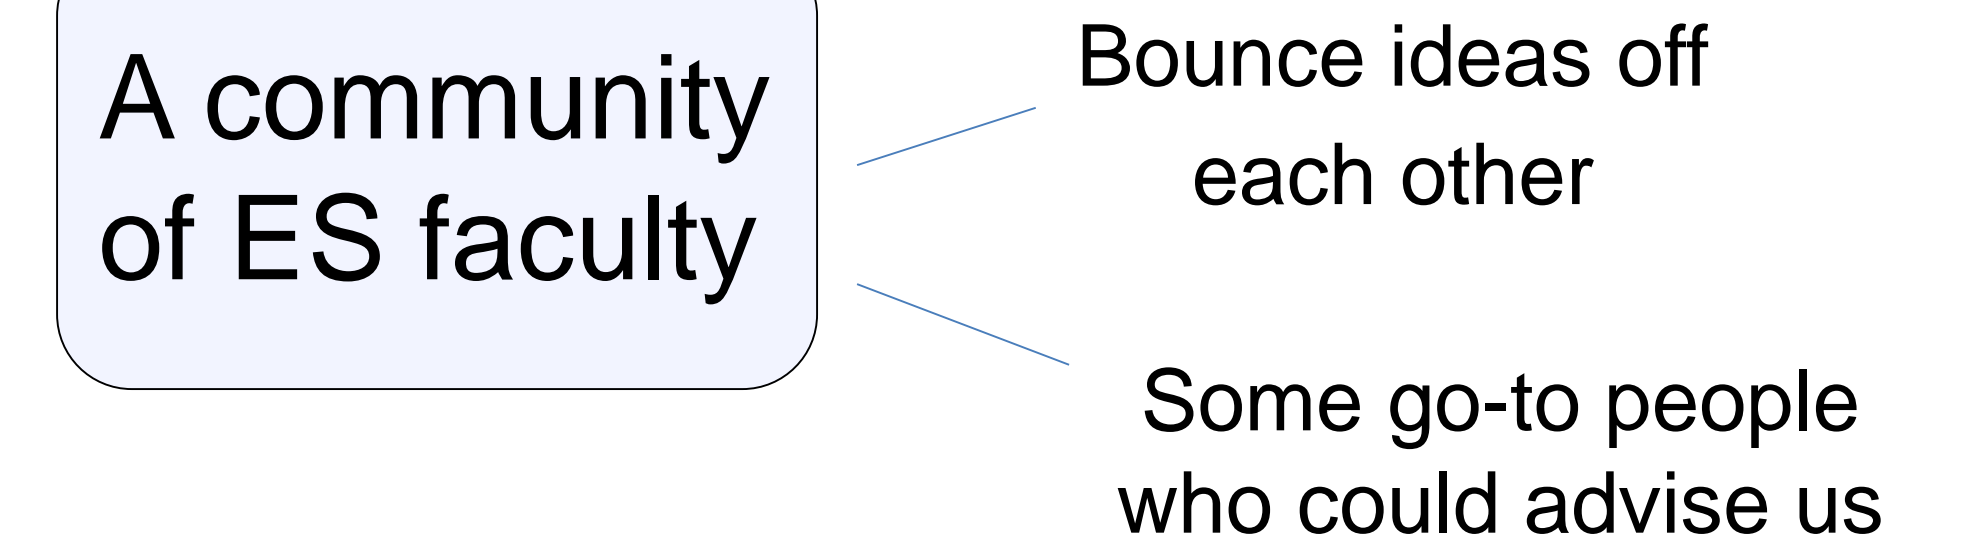 A community
of ES faculty
Bounce ideas off
each other
Some go-to people
who could advise us